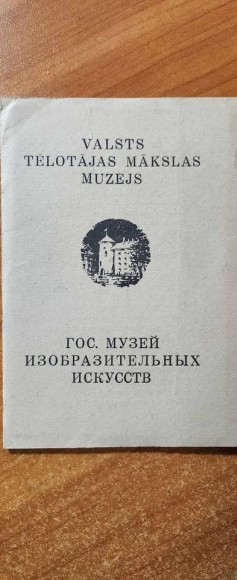 VALSTS
TĒLOTĀJAS MĀKSLAS
MUZEJS
ГОС. МУЗЕЙ
ИЗОБРАЗИТЕЛЬНЫХ
ИСКУССТВ